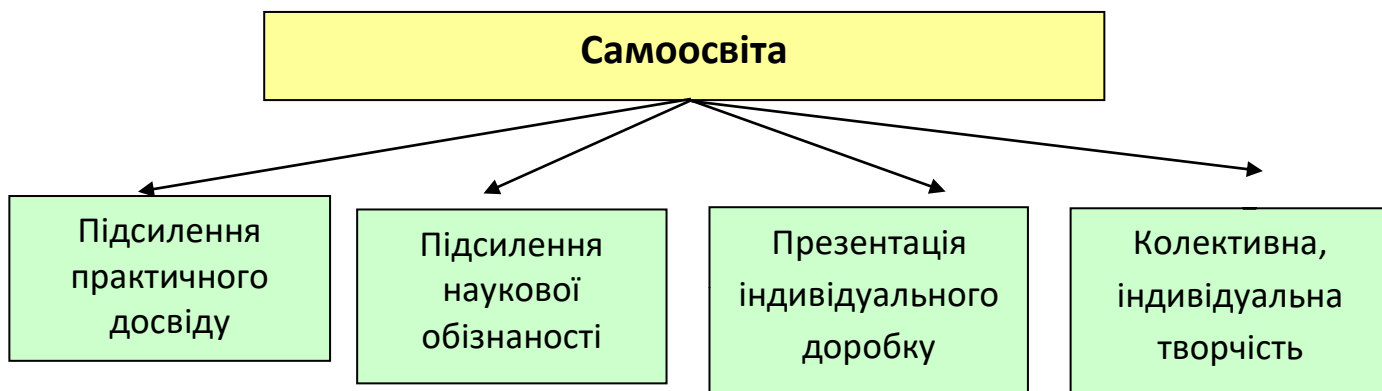 Самоосвіта
Підсилення
практичного
досвіду
Підсилення
наукової
обізнаності
Презентація
індивідуального
доробку
Колективна,
індивідуальна
творчість